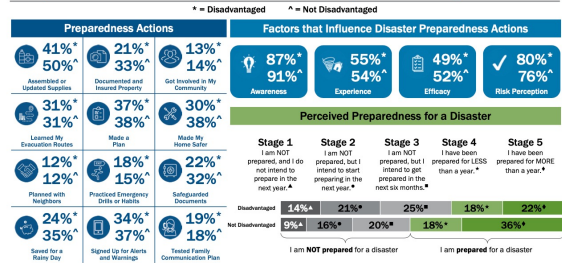 * = Disadvantaged ^ = Not Disadvantaged
Preparedness Actions
41%*
50%^
Assembled or
Updated Supplies
21%*
33%^
Documented and
Insured Property
13%*
14%^
Got Involved in My
Community
31%*
31%^
Learned My
Evacuation Routes
37%*
38%^
Made a
Plan
30%*
38%^
Made My
Home Safer
12%*
12%^
Planned with
Neighbors
18%*
15%^
Practiced Emergency
Drills or Habits
22%*
32%^
Safeguarded
Documents
24%*
35%^
Saved for a
Rainy Day
34%*
37%^
Signed Up for Alerts
and Warnings
19%*
18%^
Tested Family
Communication Plan
Factors that Influence Disaster Preparedness Actions
87%*
91%^
Awareness
55%*
54%^
Experience
49%*
52%^
Efficacy
80%*
76%^
Risk Perception
Perceived Preparedness for a Disaster
Stage 1
I am NOT
prepared, and I do
not intend to
prepare in the
next year.▲
Stage 2
I am NOT
prepared, but I
intend to start
preparing in the
next year.●
Stage 3
I am NOT
prepared, but I
intend to get
prepared in the
next six months.■
Stage 4
I have been
prepared for LESS
than a year.*
Stage 5
I have been
prepared for MORE
than a year.♦
Disadvantaged 14%▲ 21%● 25%■ 18%* 22%♦
Not Disadvantaged 9%▲ 16%● 20%■ 18%* 36%♦
I am NOT prepared for a disaster I am prepared for a disaster